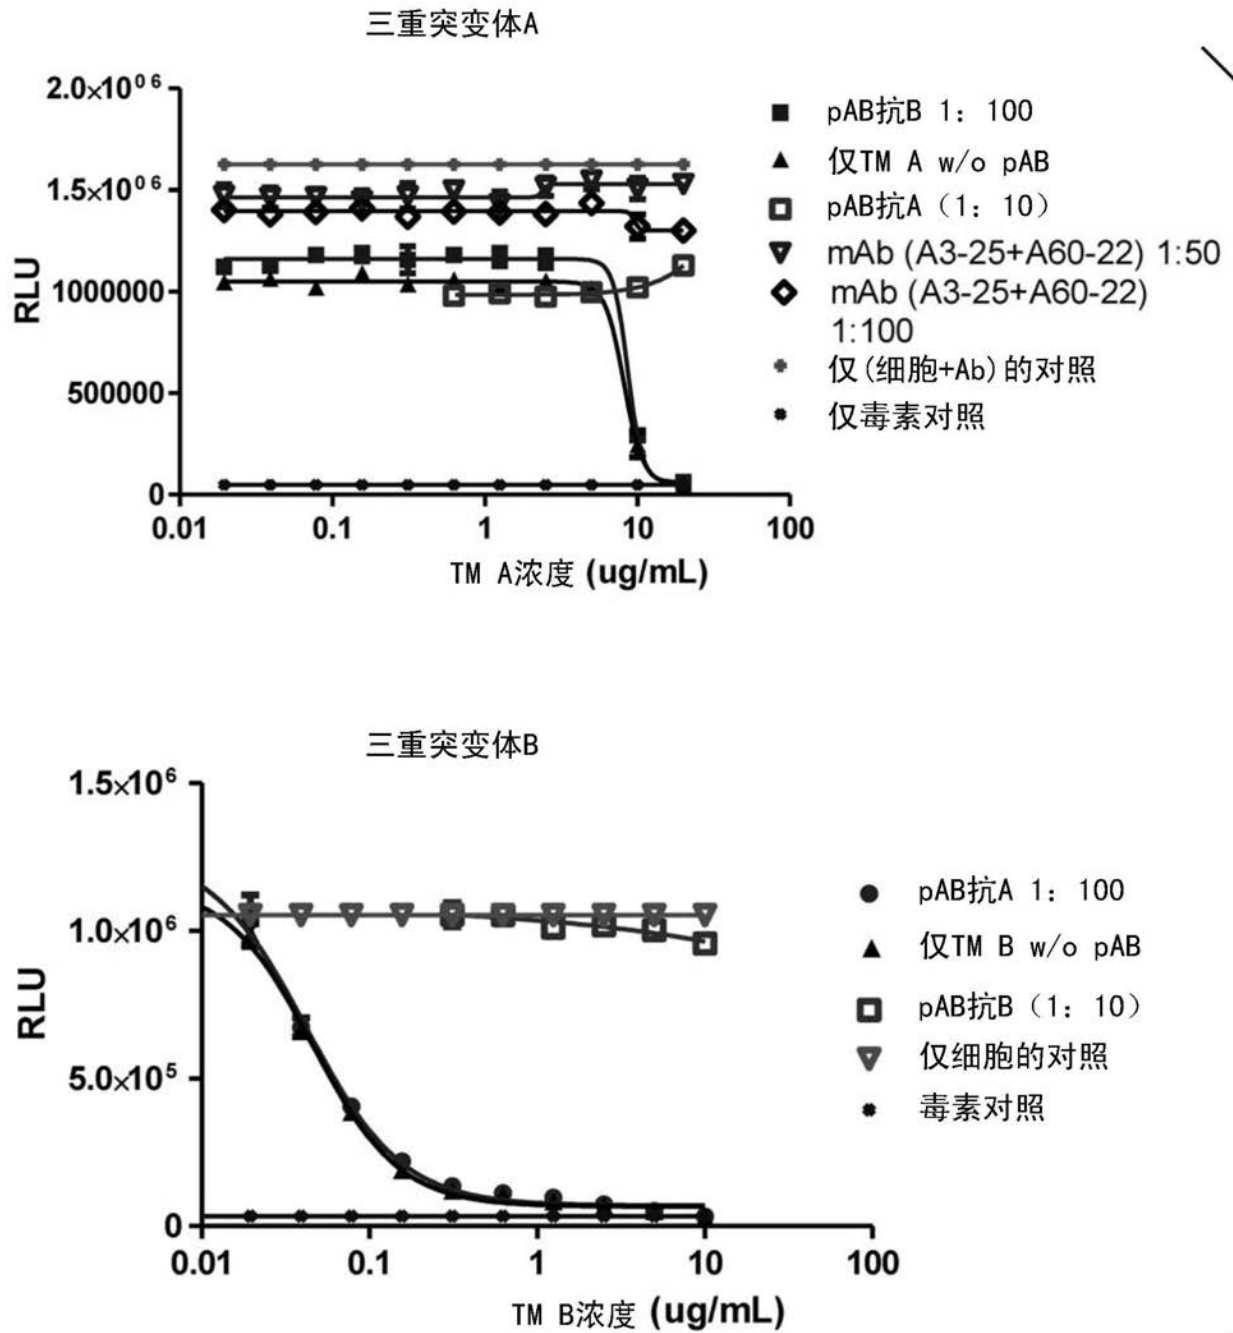 三重突变体A
2.0×10⁰⁶
1.5×10⁰⁶
1000000
500000
0
RLU
0.01
0.1
1
10
100
TM A浓度 (ug/mL)
pAB抗B 1：100
仅TM A w/o pAB
pAB抗A（1：10）
mAb (A3-25+A60-22) 1:50
mAb (A3-25+A60-22)
1:100
仅(细胞+Ab)的对照
仅毒素对照
三重突变体B
1.5×10⁶
1.0×10⁶
5.0×10⁵
0
RLU
0.01
0.1
1
10
100
TM B浓度 (ug/mL)
pAB抗A 1：100
仅TM B w/o pAB
pAB抗B（1：10）
仅细胞的对照
毒素对照